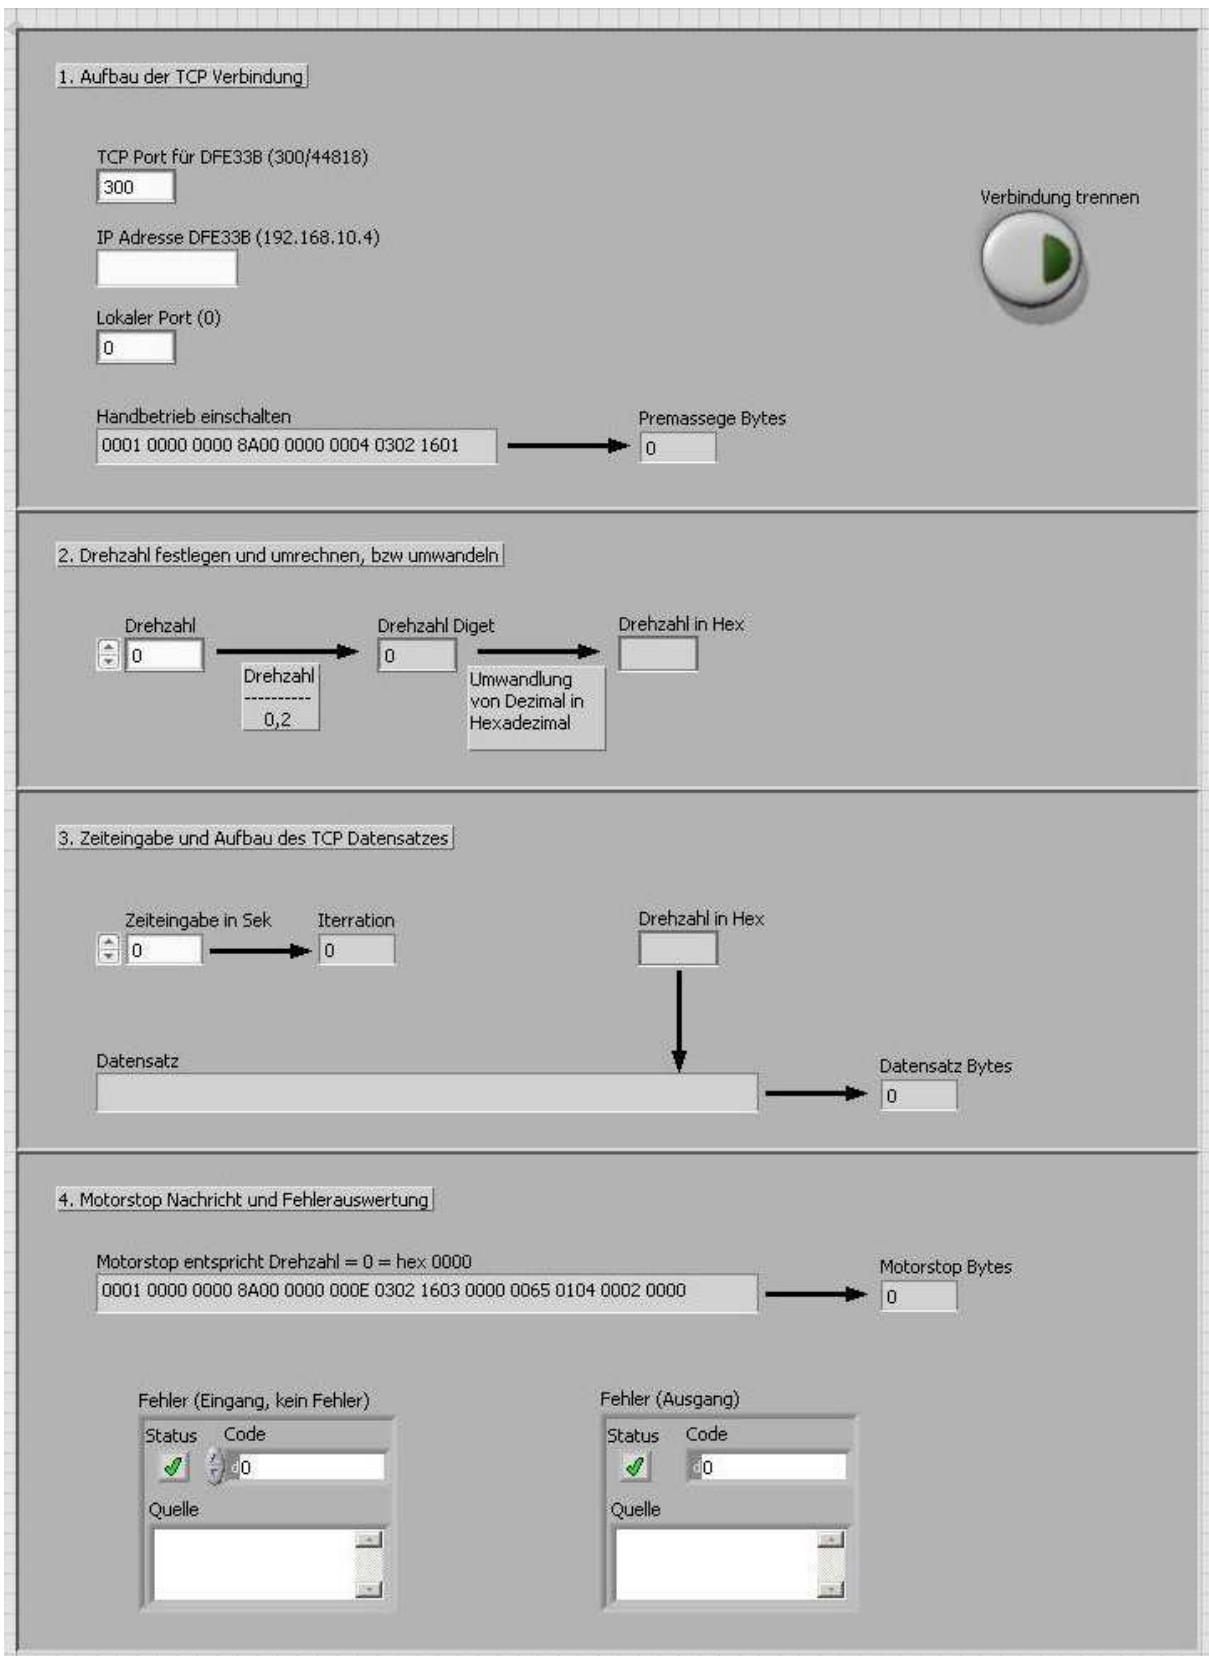 1. Aufbau der TCP Verbindung
TCP Port für DFE33B (300/44818)
300
Verbindung trennen
IP Adresse DFE33B (192.168.10.4)
Lokaler Port (0)
0
Handbetrieb einschalten
0001 0000 0000 8A00 0000 0004 0302 1601
Premassege Bytes
0
2. Drehzahl festlegen und umrechnen, bzw umwandeln
Drehzahl
0
Drehzahl
----------
0,2
Drehzahl Diget
0
Umwandlung
von Dezimal in
Hexadezimal
Drehzahl in Hex
3. Zeiteingabe und Aufbau des TCP Datensatzes
Zeiteingabe in Sek
0
Iterration
0
Drehzahl in Hex
Datensatz
Datensatz Bytes
0
4. Motorstop Nachricht und Fehlerauswertung
Motorstop entspricht Drehzahl = 0 = hex 0000
0001 0000 0000 8A00 0000 000E 0302 1603 0000 0065 0104 0002 0000
Motorstop Bytes
0
Fehler (Eingang, kein Fehler)
Status Code
d0
Quelle
Fehler (Ausgang)
Status Code
d0
Quelle